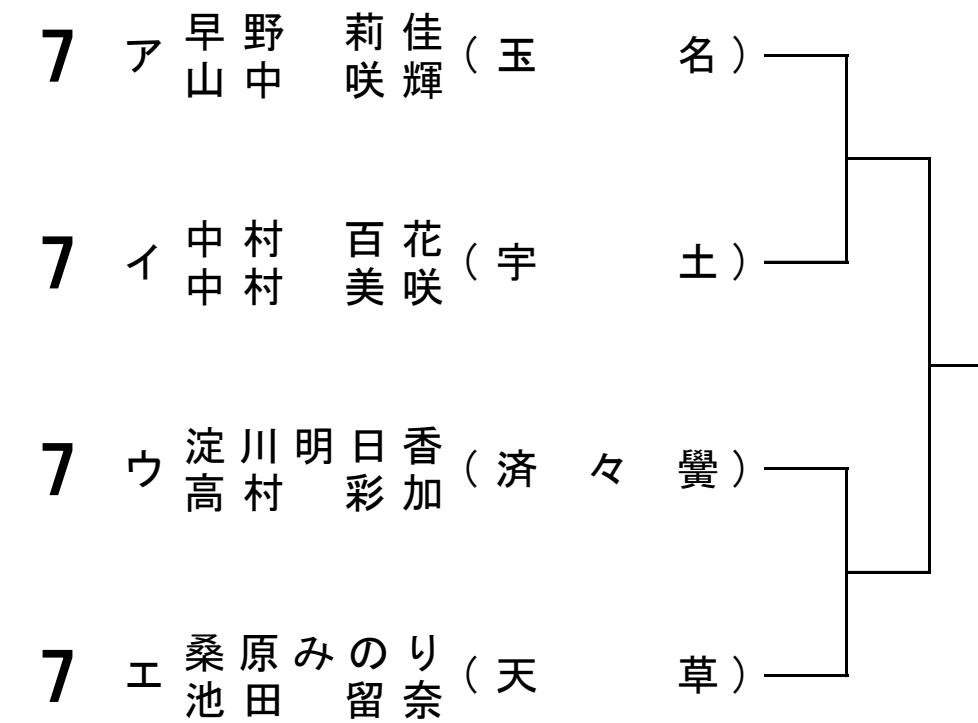 7 ア 早野 莉佳 (玉 名)
山中 咲輝
7 イ 中村 百花 (宇 土)
中村 美咲
7 ウ 淀川明日香 (済 々 黌)
高村 彩加
7 エ 桑原みのり (天 草)
池田 留奈